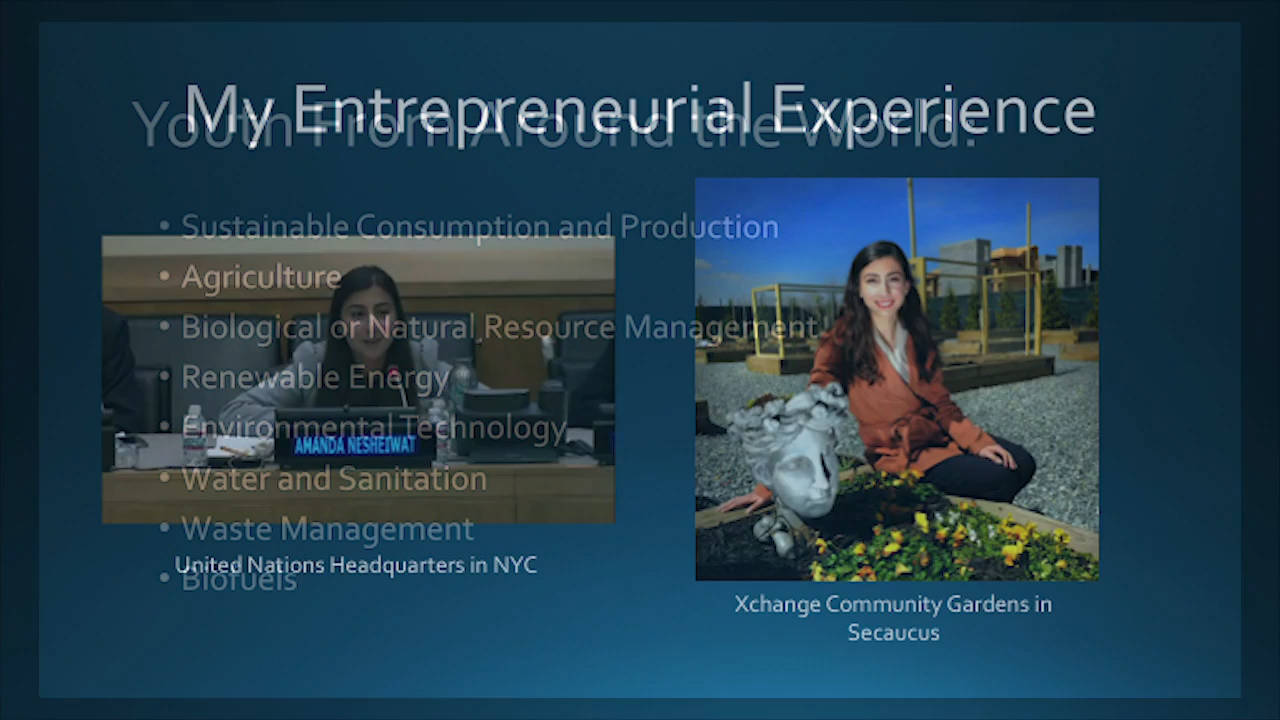 My Entrepreneurial Experience
Youth From Around the World:
• Sustainable Consumption and Production
• Agriculture
• Biological or Natural Resource Management
• Renewable Energy
• Environmental Technology
• Water and Sanitation
• Waste Management
• Biofuels
AMANDA NESHEIWAT
United Nations Headquarters in NYC
Xchange Community Gardens in
Secaucus